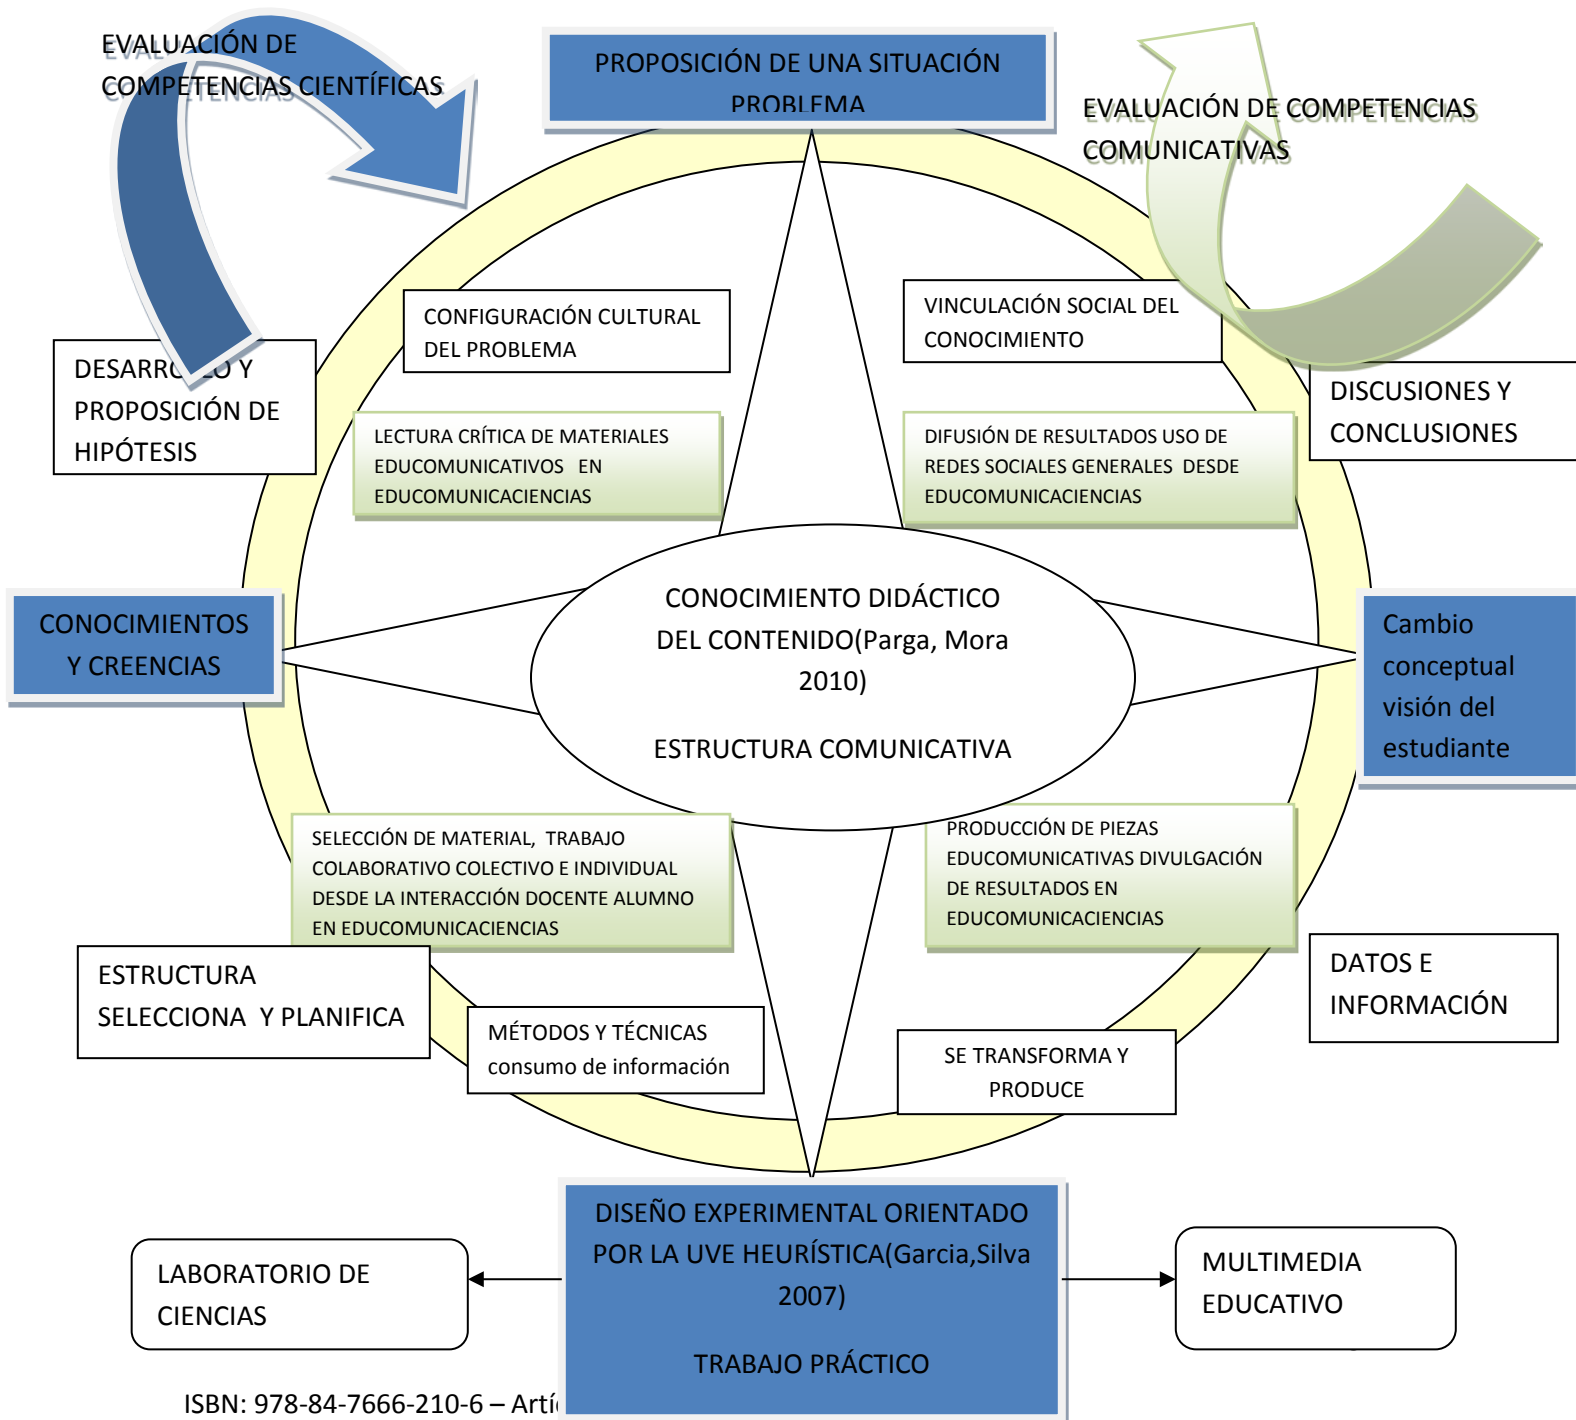 EVALUACIÓN DE
COMPETENCIAS CIENTÍFICAS
PROPOSICIÓN DE UNA SITUACIÓN
PROBLEMA
EVALUACIÓN DE COMPETENCIAS
COMUNICATIVAS
CONFIGURACIÓN CULTURAL
DEL PROBLEMA
VINCULACIÓN SOCIAL DEL
CONOCIMIENTO
DESARROLLO Y
PROPOSICIÓN DE
HIPÓTESIS
DISCUSIONES Y
CONCLUSIONES
LECTURA CRÍTICA DE MATERIALES
EDUCOMUNICATIVOS EN
EDUCOMUNICACIENCIAS
DIFUSIÓN DE RESULTADOS USO DE
REDES SOCIALES GENERALES DESDE
EDUCOMUNICACIENCIAS
CONOCIMIENTOS
Y CREENCIAS
CONOCIMIENTO DIDÁCTICO
DEL CONTENIDO(Parga, Mora
2010)
ESTRUCTURA COMUNICATIVA
Cambio
conceptual
visión del
estudiante
SELECCIÓN DE MATERIAL, TRABAJO
COLABORATIVO COLECTIVO E INDIVIDUAL
DESDE LA INTERACCIÓN DOCENTE ALUMNO
EN EDUCOMUNICACIENCIAS
PRODUCCIÓN DE PIEZAS
EDUCOMUNICATIVAS DIVULGACIÓN
DE RESULTADOS EN
EDUCOMUNICACIENCIAS
ESTRUCTURA
SELECCIONA Y PLANIFICA
DATOS E
INFORMACIÓN
MÉTODOS Y TÉCNICAS
consumo de información
SE TRANSFORMA Y
PRODUCE
DISEÑO EXPERIMENTAL ORIENTADO
POR LA UVE HEURÍSTICA(Garcia,Silva
2007)
TRABAJO PRÁCTICO
LABORATORIO DE
CIENCIAS
MULTIMEDIA
EDUCATIVO
ISBN: 978-84-7666-210-6 –